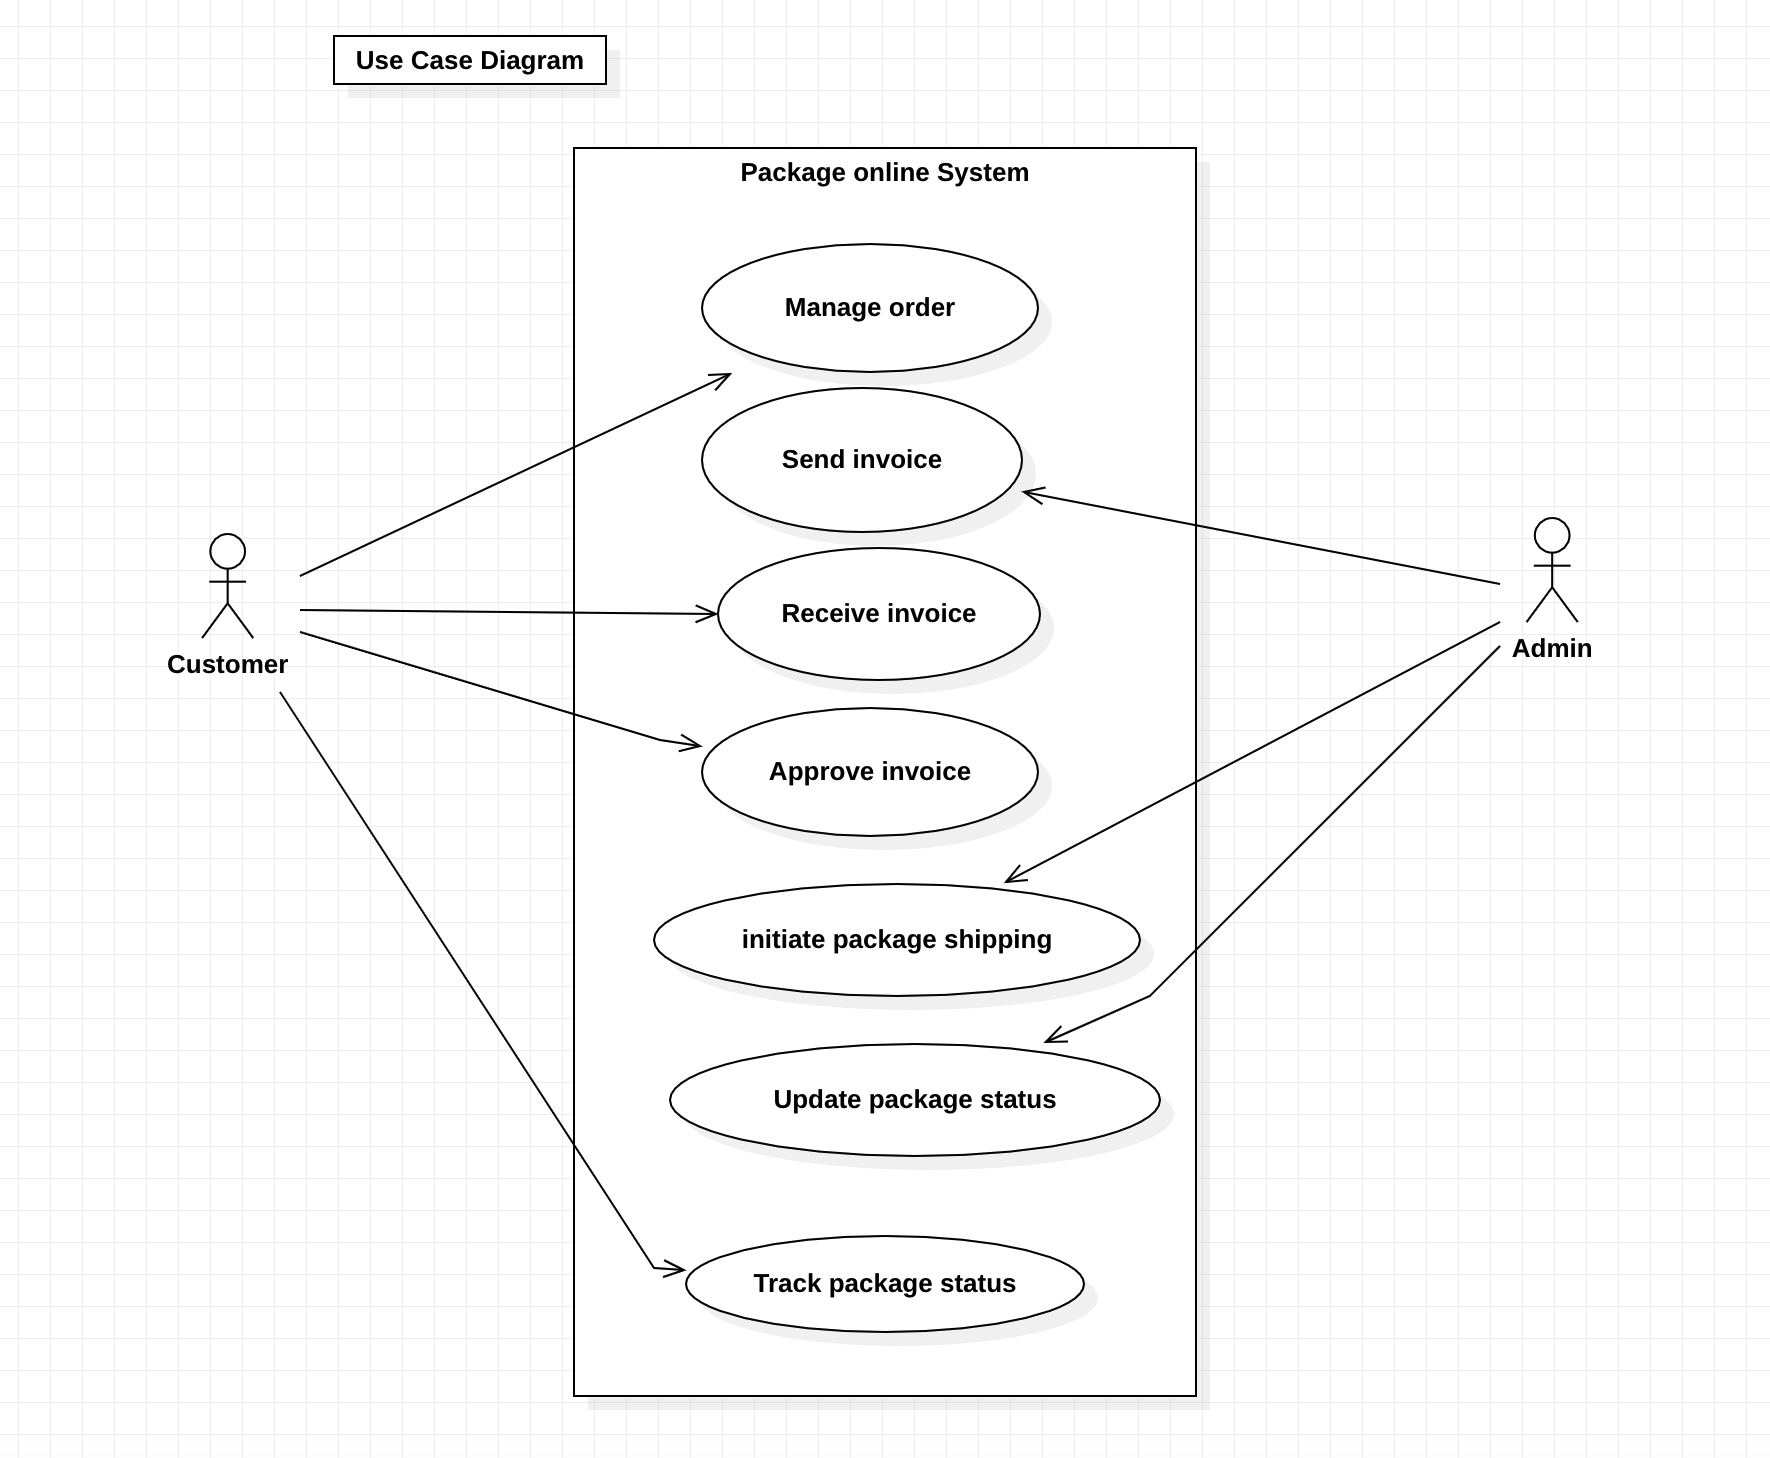 Use Case Diagram
Package online System
Manage order
Send invoice
Receive invoice
Customer
Admin
Approve invoice
initiate package shipping
Update package status
Track package status